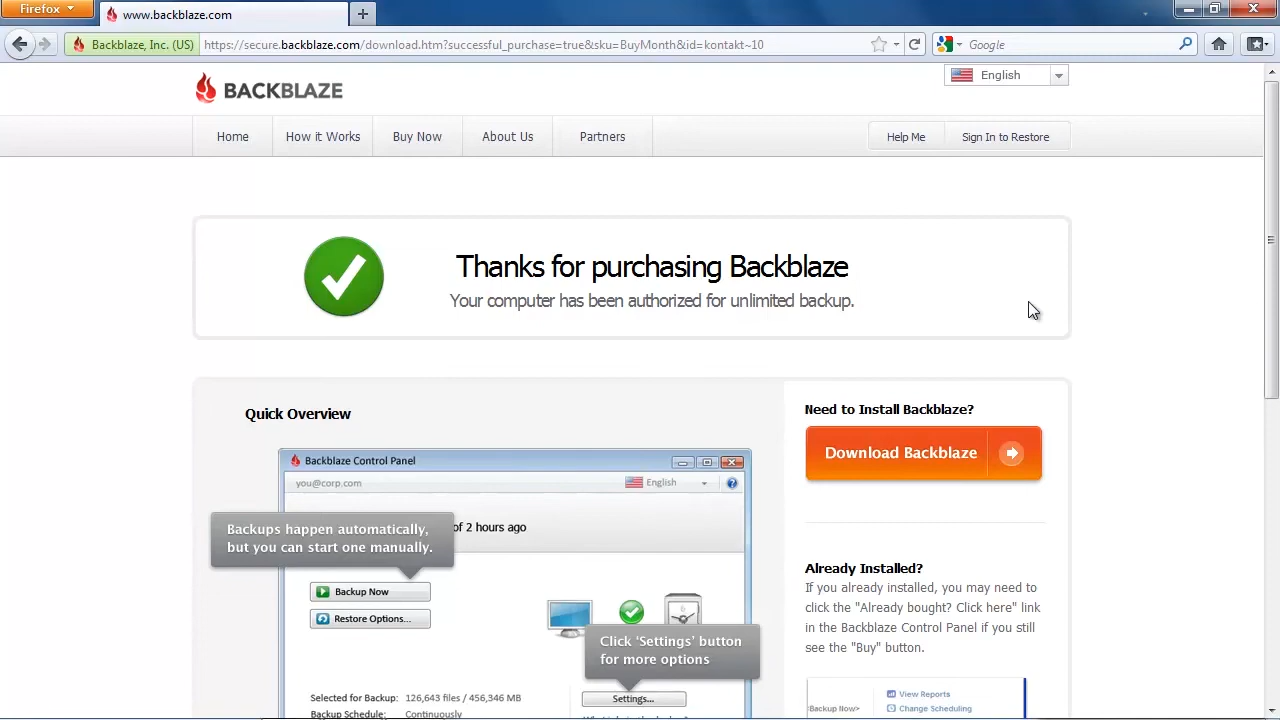 Firefox
www.backblaze.com
Backblaze, Inc. (US)
https://secure.backblaze.com/download.htm?successful_purchase=true&sku=BuyMonth&id=kontakt~10
Google
English
BACKBLAZE
Home
How it Works
Buy Now
About Us
Partners
Help Me
Sign In to Restore
Thanks for purchasing Backblaze
Your computer has been authorized for unlimited backup.
Quick Overview
Backblaze Control Panel
you@corp.com
English
of 2 hours ago
Backups happen automatically,
but you can start one manually.
Backup Now
Restore Options...
Click 'Settings' button
for more options
Selected for Backup: 126,643 files / 456,346 MB
Settings...
Backup Schedule: Continuously
Need to Install Backblaze?
Download Backblaze
Already Installed?
If you already installed, you may need to
click the "Already bought? Click here" link
in the Backblaze Control Panel if you still
see the "Buy" button.
Backup Now>
View Reports
Change Scheduling